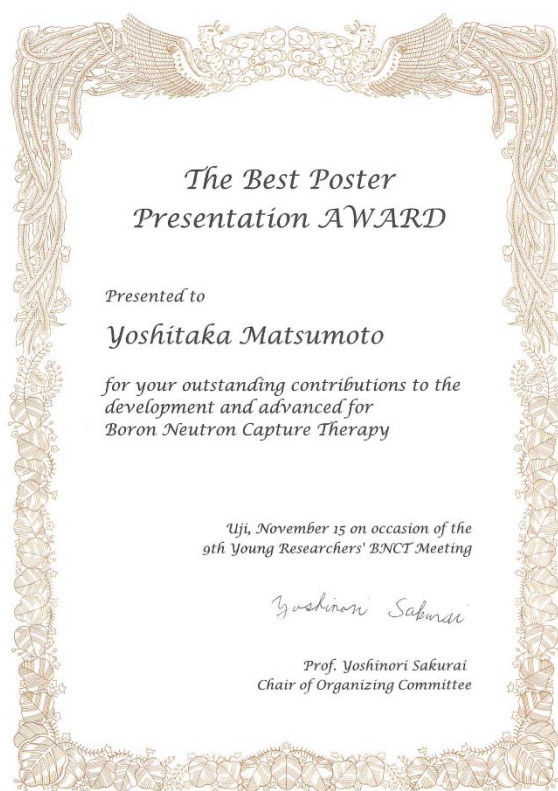 The Best Poster
Presentation AWARD
Presented to
Yoshitaka Matsumoto
for your outstanding contributions to the
development and advanced for
Boron Neutron Capture Therapy
Uji, November 15 on occasion of the
9th Young Researchers' BNCT Meeting
Yoshinori Sakurai
Prof. Yoshinori Sakurai
Chair of Organizing Committee